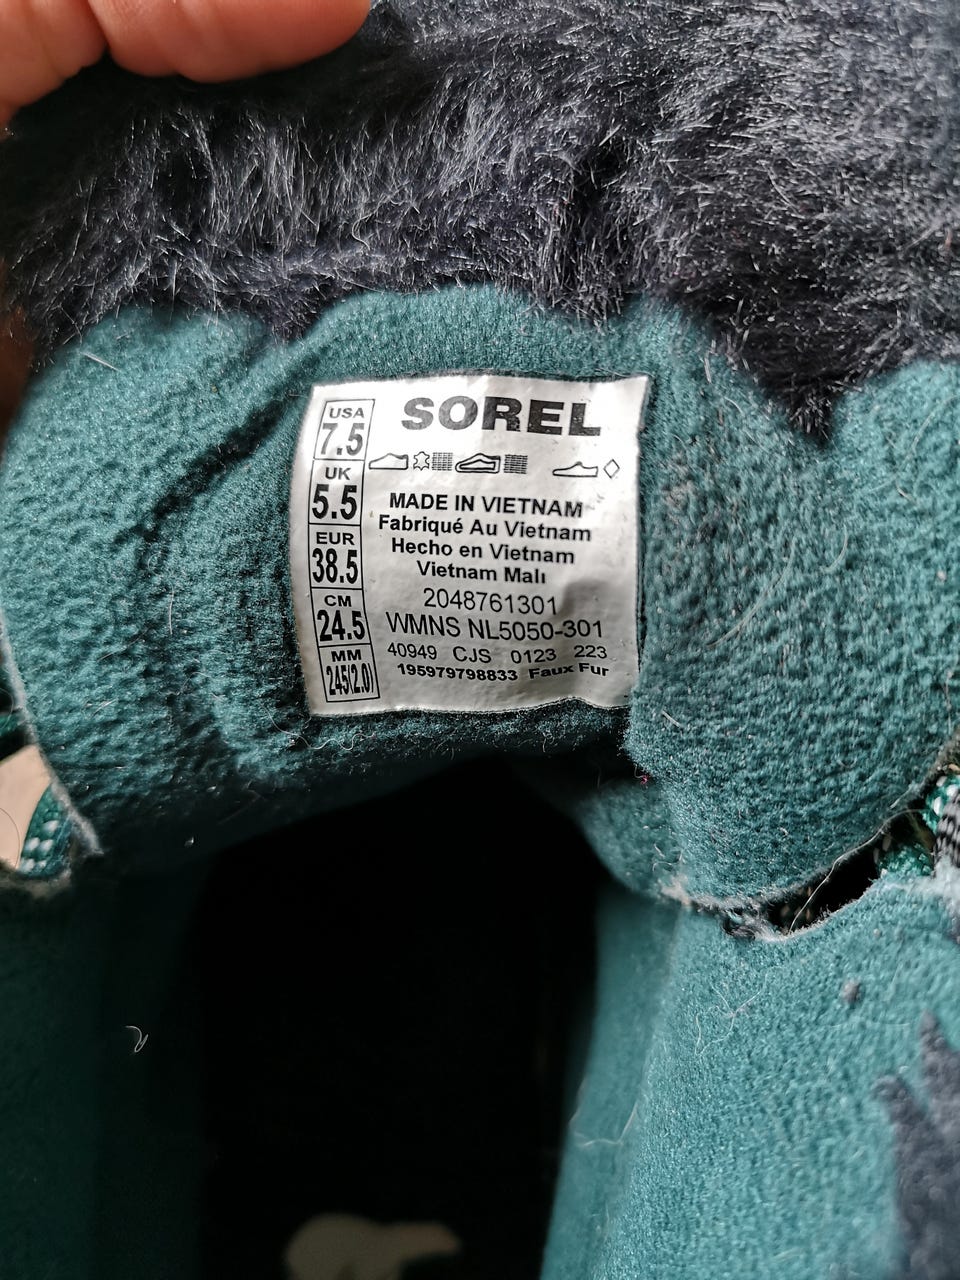 USA
7.5
UK
5.5
EUR
38.5
CM
24.5
MM
245(2.0)
SOREL
MADE IN VIETNAM
Fabriqué Au Vietnam
Hecho en Vietnam
Vietnam Malı
2048761301
WMNS NL5050-301
40949 CJS 0123 223
195979798833 Faux Fur